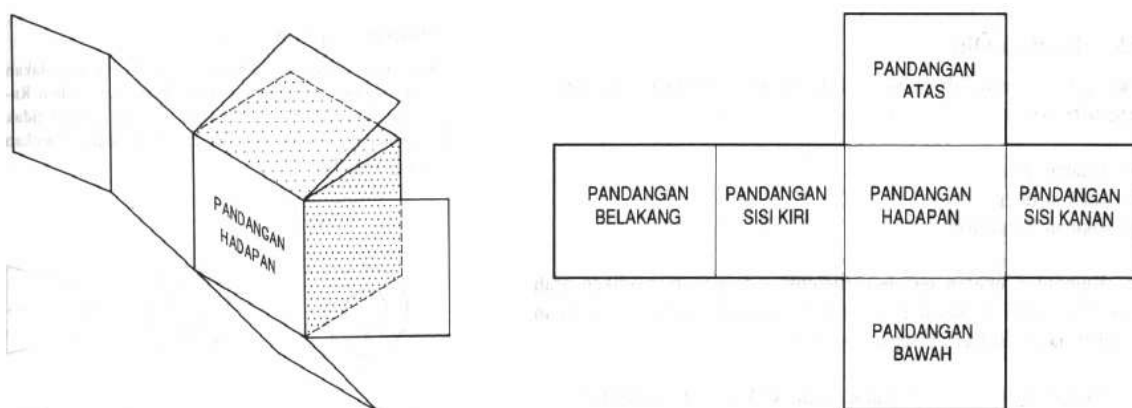 PANDANGAN
HADAPAN
PANDANGAN
ATAS
PANDANGAN
BELAKANG
PANDANGAN
SISI KIRI
PANDANGAN
HADAPAN
PANDANGAN
SISI KANAN
PANDANGAN
BAWAH